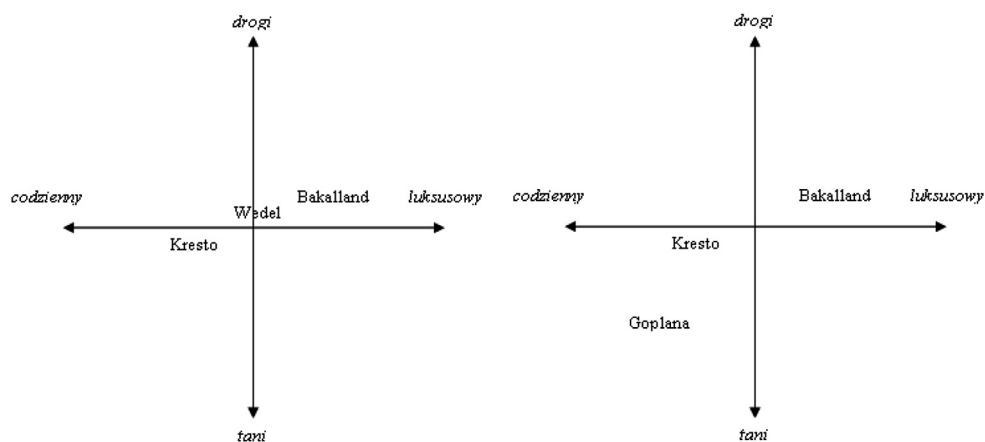 drogi
codzienny
Bakalland
luksusowy
Wedel
Kresto
tani
drogi
codzienny
Bakalland
luksusowy
Kresto
Goplana
tani